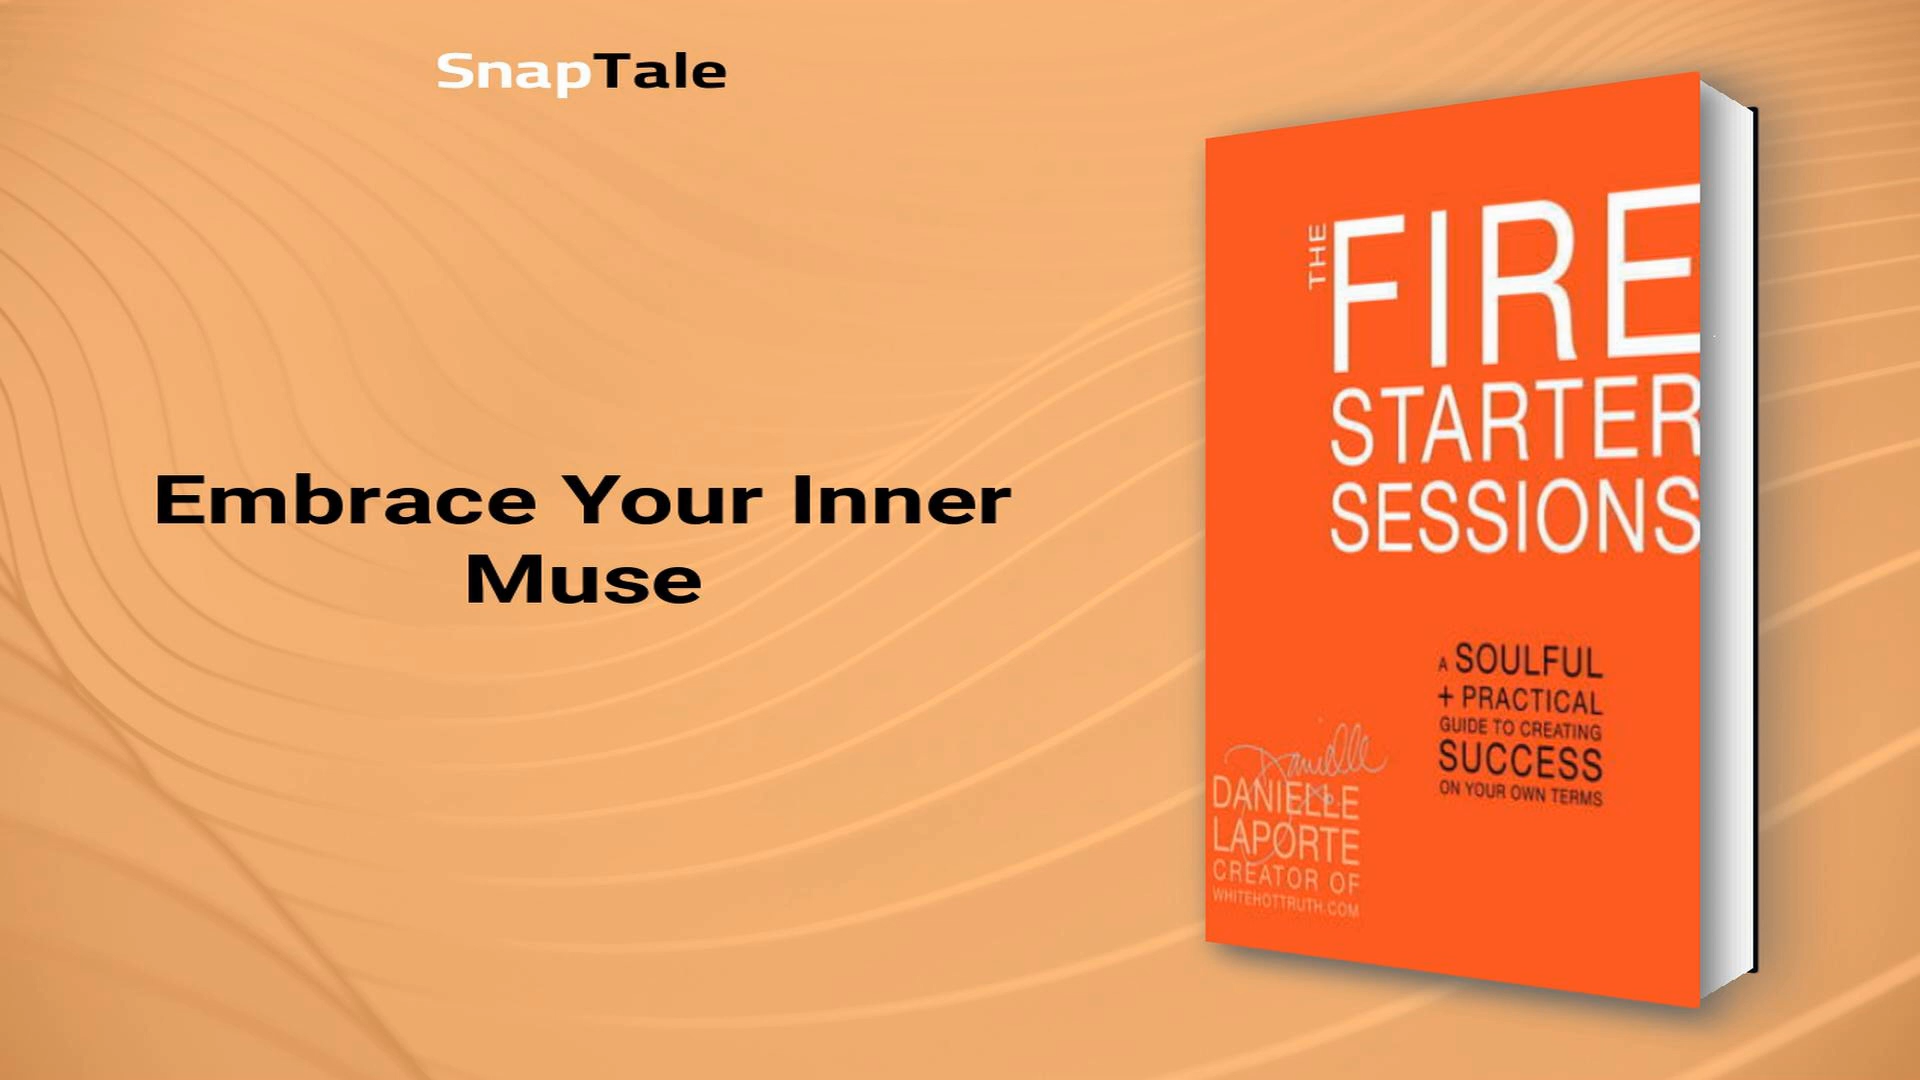 SnapTale
Embrace Your Inner
Muse
THE
FIRE
STARTER
SESSIONS
A SOULFUL
+ PRACTICAL
GUIDE TO CREATING
SUCCESS
ON YOUR OWN TERMS
Danielle
DANIELLE
LAPORTE
CREATOR OF
WHITEHOTTRUTH.COM